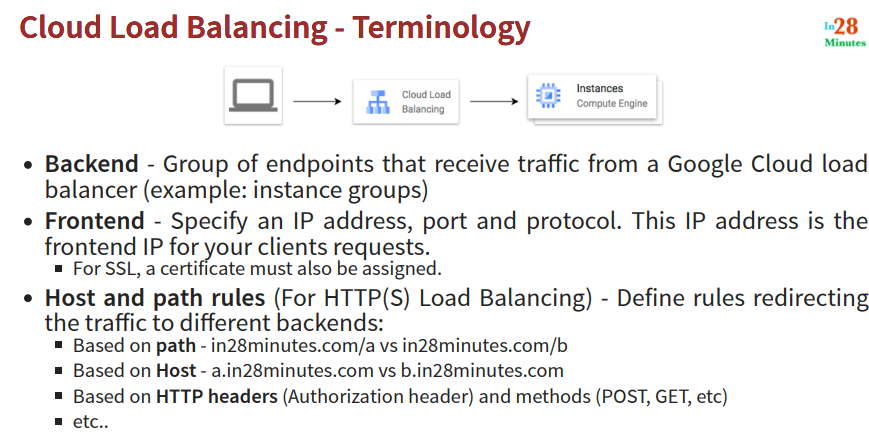 Cloud Load Balancing - Terminology
In28
Minutes
Cloud Load
Balancing
Instances
Compute Engine
• Backend - Group of endpoints that receive traffic from a Google Cloud load
balancer (example: instance groups)
• Frontend - Specify an IP address, port and protocol. This IP address is the
frontend IP for your clients requests.
▪ For SSL, a certificate must also be assigned.
• Host and path rules (For HTTP(S) Load Balancing) - Define rules redirecting
the traffic to different backends:
▪ Based on path - in28minutes.com/a vs in28minutes.com/b
▪ Based on Host - a.in28minutes.com vs b.in28minutes.com
▪ Based on HTTP headers (Authorization header) and methods (POST, GET, etc)
▪ etc..